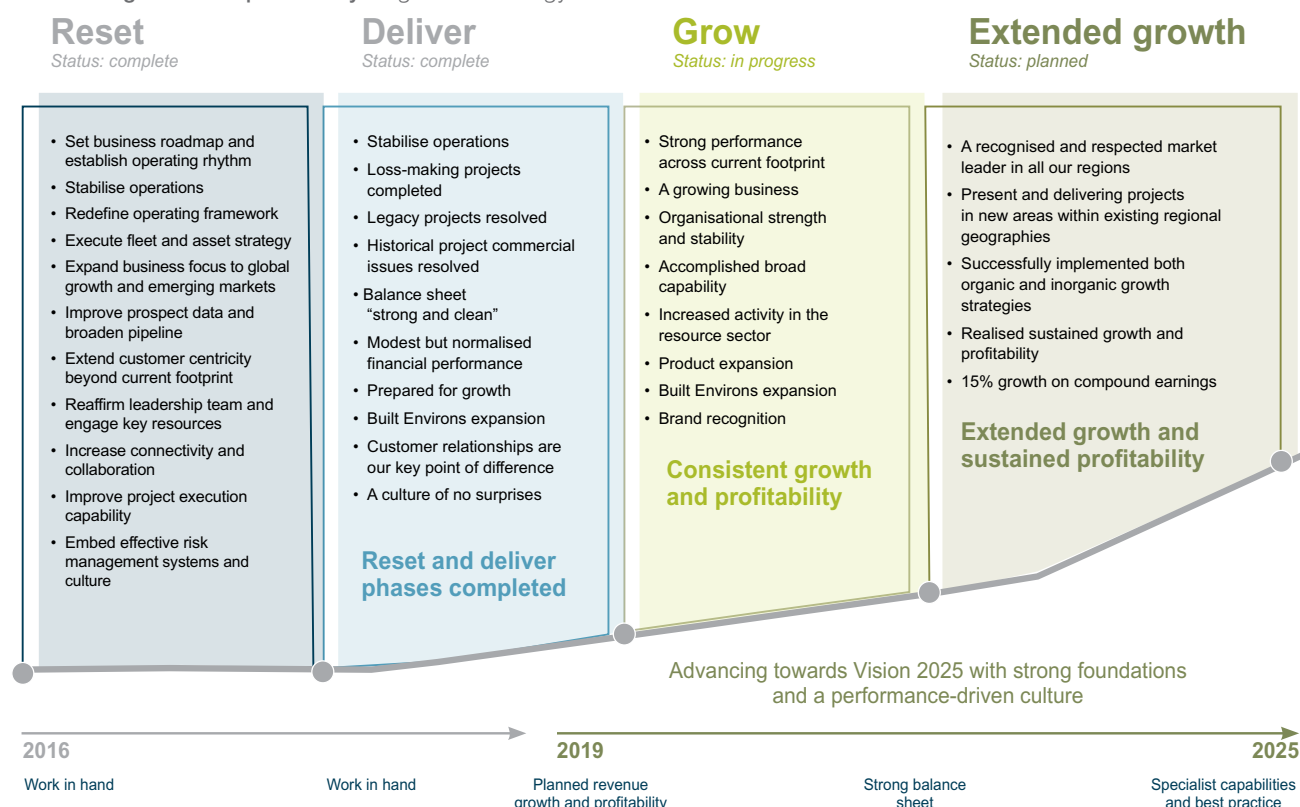 Reset
Status: complete
• Set business roadmap and
establish operating rhythm
• Stabilise operations
• Redefine operating framework
• Execute fleet and asset strategy
• Expand business focus to global
growth and emerging markets
• Improve prospect data and
broaden pipeline
• Extend customer centricity
beyond current footprint
• Reaffirm leadership team and
engage key resources
• Increase connectivity and
collaboration
• Improve project execution
capability
• Embed effective risk
management systems and
culture
Deliver
Status: complete
• Stabilise operations
• Loss-making projects
completed
• Legacy projects resolved
• Historical project commercial
issues resolved
• Balance sheet
“strong and clean”
• Modest but normalised
financial performance
• Prepared for growth
• Built Environs expansion
• Customer relationships are
our key point of difference
• A culture of no surprises
Reset and deliver
phases completed
Grow
Status: in progress
• Strong performance
across current footprint
• A growing business
• Organisational strength
and stability
• Accomplished broad
capability
• Increased activity in the
resource sector
• Product expansion
• Built Environs expansion
• Brand recognition
Consistent growth
and profitability
Extended growth
Status: planned
• A recognised and respected market
leader in all our regions
• Present and delivering projects
in new areas within existing regional
geographies
• Successfully implemented both
organic and inorganic growth
strategies
• Realised sustained growth and
profitability
• 15% growth on compound earnings
Extended growth and
sustained profitability
Advancing towards Vision 2025 with strong foundations
and a performance-driven culture
2016
2019
2025
Work in hand
Work in hand
Planned revenue
growth and profitability
Strong balance
sheet
Specialist capabilities
and best practice